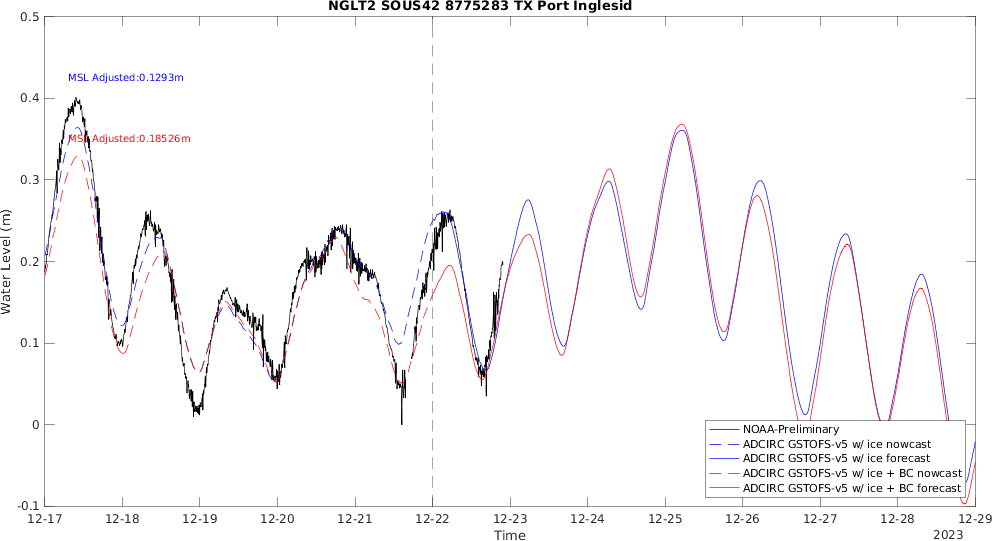 NGLT2 SOUS42 8775283 TX Port Inglesid
MSL Adjusted:0.1293m
MSL Adjusted:0.18526m
Water Level (m)
0.5
0.4
0.3
0.2
0.1
0
-0.1
NOAA-Preliminary
ADCIRC GSTOFS-v5 w/ ice nowcast
ADCIRC GSTOFS-v5 w/ ice forecast
ADCIRC GSTOFS-v5 w/ ice + BC nowcast
ADCIRC GSTOFS-v5 w/ ice + BC forecast
12-17 12-18 12-19 12-20 12-21 12-22 12-23 12-24 12-25 12-26 12-27 12-28 12-29
Time
2023